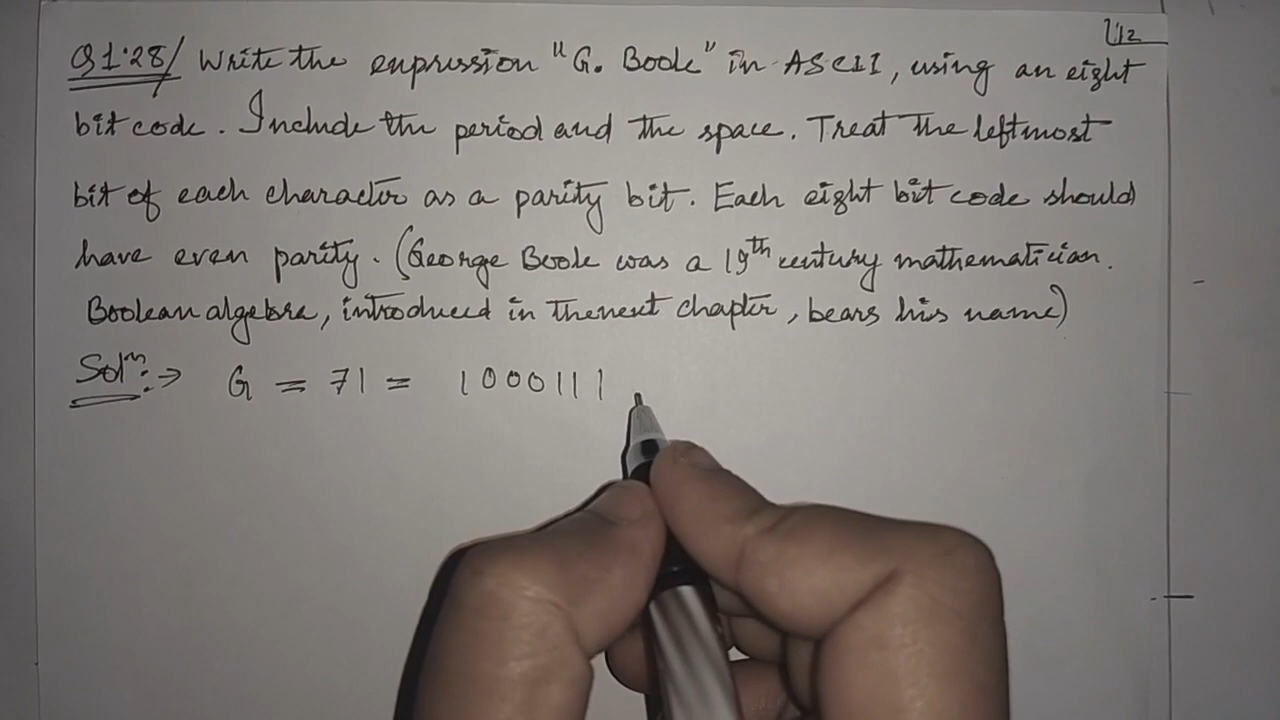 L12
Q1.28/ Write the expression "G. Boole" in ASCII, using an eight
bit code. Include the period and the space. Treat the leftmost
bit of each character as a parity bit. Each eight bit code should
have even parity. (George Boole was a 19th century mathematician.
Boolean algebra, introduced in the next chapter, bears his name)
Solⁿ: → G = 71 = 1000111